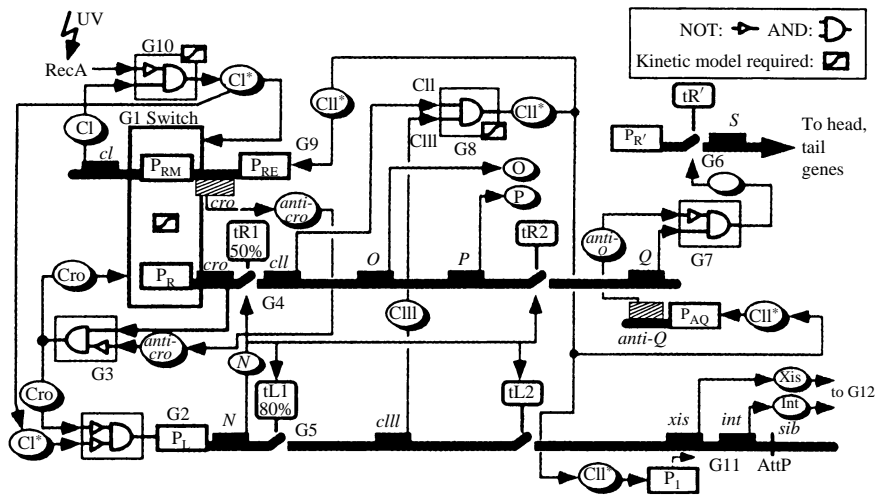 UV
G10
RecA
CI*
CI
G1 Switch
cI
PRM
PRE
G9
CII*
cro
anti-cro
CII
CIII
G8
CII*
NOT: AND:
Kinetic model required:
tR'
PR'
S
G6
To head,
tail
genes
O
P
tR1
50%
tR2
anti-
Q
G7
PR
cro
G4
cII
O
P
Q
Cro
CIII
PAQ
CII*
anti-Q
G3
anti-
cro
N
tL1
80%
tL2
Xis
to G12
Int
Cro
G2
CI*
PL
N
G5
cIII
xis
int
sib
G11
AttP
CII*
PI